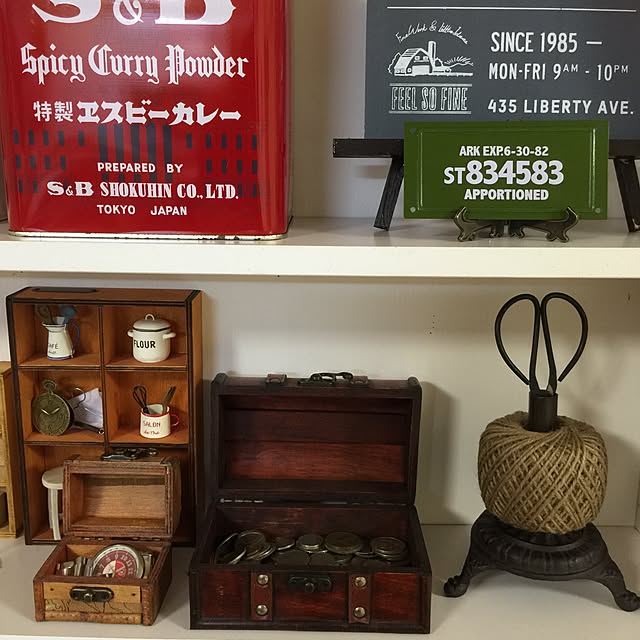 S&B
Spicy Curry Powder
特製エスビーカレー
PREPARED BY
S&B SHOKUHIN CO., LTD.
TOKYO JAPAN
FEEL SO FINE
SINCE 1985 —
MON-FRI 9AM - 10PM
435 LIBERTY AVE.
ARK EXP.6-30-82
ST834583
APPORTIONED
CAFÉ
FLOUR
SALON